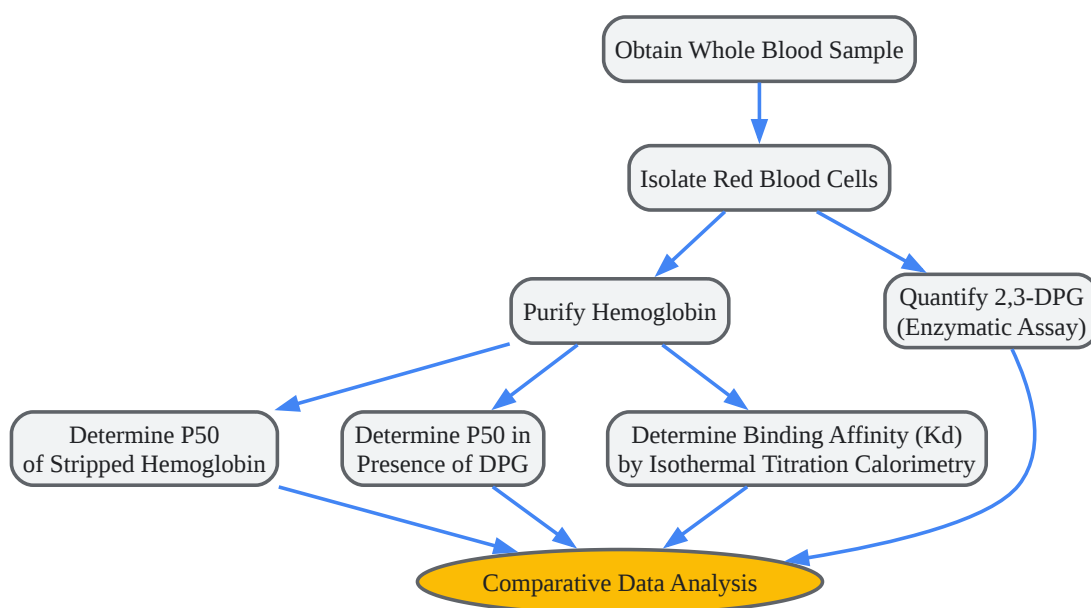 Obtain Whole Blood Sample
Isolate Red Blood Cells
Purify Hemoglobin
Quantify 2,3-DPG
(Enzymatic Assay)
Determine P50
of Stripped Hemoglobin
Determine P50 in
Presence of DPG
Determine Binding Affinity (Kd)
by Isothermal Titration Calorimetry
Comparative Data Analysis